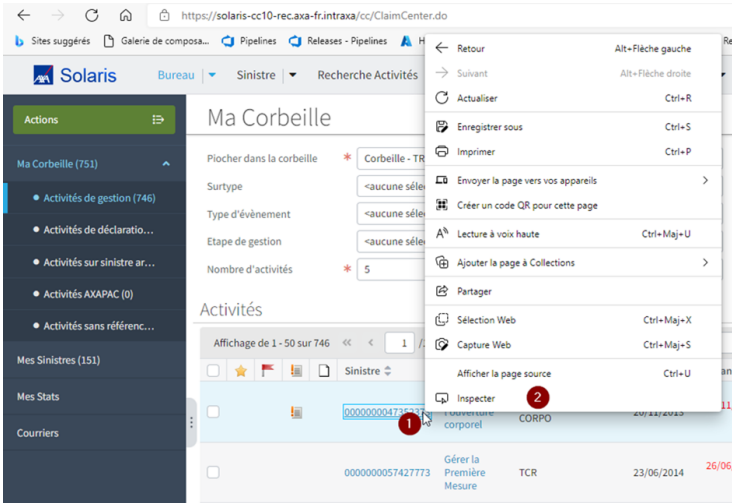 https://solaris-cc10-rec.axa-fr.intraxa/cc/ClaimCenter.do
Sites suggérés Galerie de composa... Pipelines Releases - Pipelines H
AXA Solaris Bureau Sinistre Recherche Activités
Actions
Ma Corbeille (751)
Activités de gestion (746)
Activités de déclaratio...
Activités sur sinistre ar...
Activités AXAPAC (0)
Activités sans référenc...
Mes Sinistres (151)
Mes Stats
Courriers
Ma Corbeille
Piocher dans la corbeille * Corbeille - TR
Surtype <aucune séle
Type d'évènement <aucune séle
Etape de gestion <aucune séle
Nombre d'activités * 5
Activités
Affichage de 1 - 50 sur 746 << < 1 /
Sinistre
l'ouverture
corporel CORPO 20/11/2013
0000000057427773 Gérer la
Première
Mesure TCR 23/06/2014 26/06
Retour Alt+Flèche gauche
Suivant Alt+Flèche droite
Actualiser Ctrl+R
Enregistrer sous Ctrl+S
Imprimer Ctrl+P
Envoyer la page vers vos appareils
Créer un code QR pour cette page
Lecture à voix haute Ctrl+Maj+U
Ajouter la page à Collections
Partager
Sélection Web Ctrl+Maj+X
Capture Web Ctrl+Maj+S
Afficher la page source Ctrl+U
Inspecter 2
1